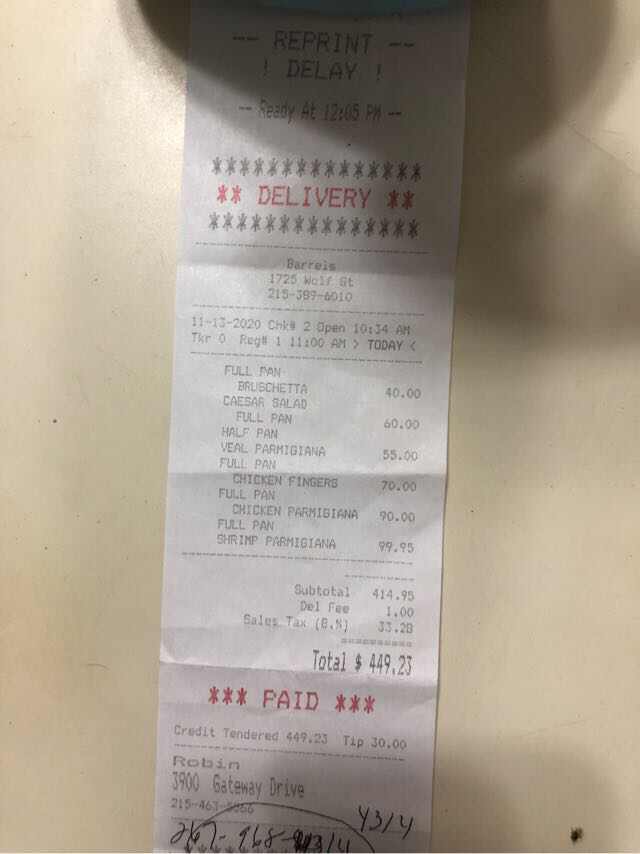 -- REPRINT --
! DELAY !
-- Ready At 12:05 PM --
***************
** DELIVERY **
***************
Barrels
1725 Wolf St
215-389-6010
11-13-2020 Chk# 2 Open 10:34 AM
Tkr 0 Reg# 1 11:00 AM > TODAY <
FULL PAN
BRUSCHETTA 40.00
CAESAR SALAD
FULL PAN 60.00
HALF PAN
VEAL PARMIGIANA 55.00
FULL PAN
CHICKEN FINGERS 70.00
FULL PAN
CHICKEN PARMIGIANA 90.00
FULL PAN
SHRIMP PARMIGIANA 99.95
Subtotal 414.95
Del Fee 1.00
Sales Tax (8.%) 33.28
==========
Total $ 449.23
*** PAID ***
Credit Tendered 449.23 Tip 30.00
Robin
3900 Gateway Drive
215-463-5566
4314
267-968-